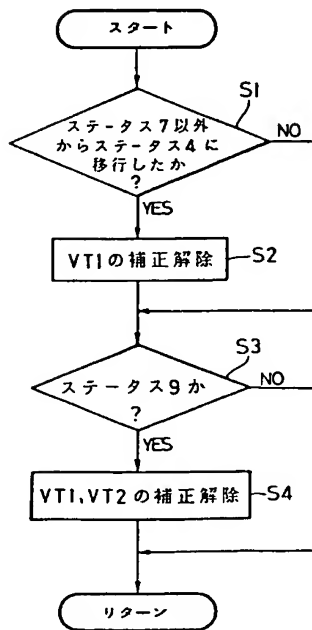 スタート
S1
ステータス7以外
からステータス4に
移行したか
?
NO
YES
VT1の補正解除
S2
S3
ステータス9か
?
NO
YES
VT1,VT2の補正解除
S4
リターン